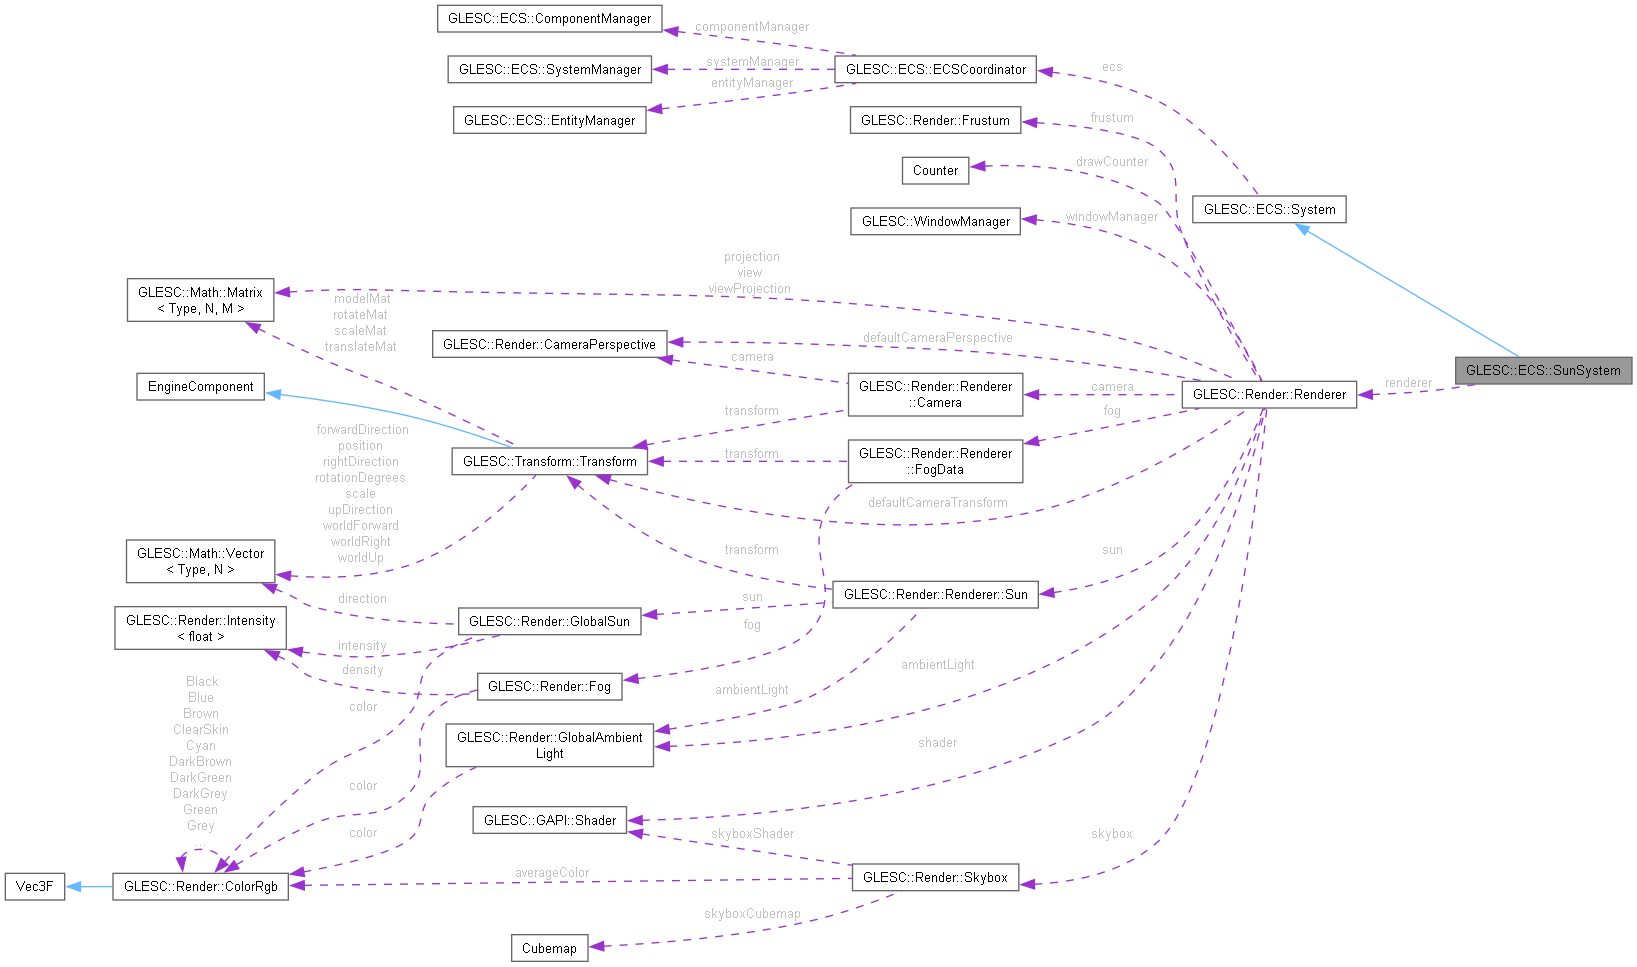 GLESC::ECS::ComponentManager
componentManager
GLESC::ECS::SystemManager
systemManager
GLESC::ECS::ECSCoordinator
ecs
entityManager
GLESC::ECS::EntityManager
GLESC::Render::Frustum
frustum
Counter
drawCounter
GLESC::WindowManager
windowManager
GLESC::ECS::System
projection
view
viewProjection
GLESC::Math::Matrix
< Type, N, M >
modelMat
rotateMat
scaleMat
translateMat
GLESC::Render::CameraPerspective
defaultCameraPerspective
camera
GLESC::ECS::SunSystem
renderer
EngineComponent
GLESC::Render::Renderer
::Camera
camera
GLESC::Render::Renderer
transform
fog
forwardDirection
position
rightDirection
rotationDegrees
scale
upDirection
worldForward
worldRight
worldUp
GLESC::Transform::Transform
transform
GLESC::Render::Renderer
::FogData
defaultCameraTransform
GLESC::Math::Vector
< Type, N >
transform
sun
direction
GLESC::Render::Intensity
< float >
GLESC::Render::GlobalSun
sun
GLESC::Render::Renderer::Sun
fog
intensity
density
GLESC::Render::Fog
ambientLight
ambientLight
color
Black
Blue
Brown
ClearSkin
Cyan
DarkBrown
DarkGreen
DarkGrey
Green
Grey
...
GLESC::Render::GlobalAmbient
Light
shader
color
color
GLESC::GAPI::Shader
skyboxShader
skybox
Vec3F
GLESC::Render::ColorRgb
averageColor
GLESC::Render::Skybox
skyboxCubemap
Cubemap